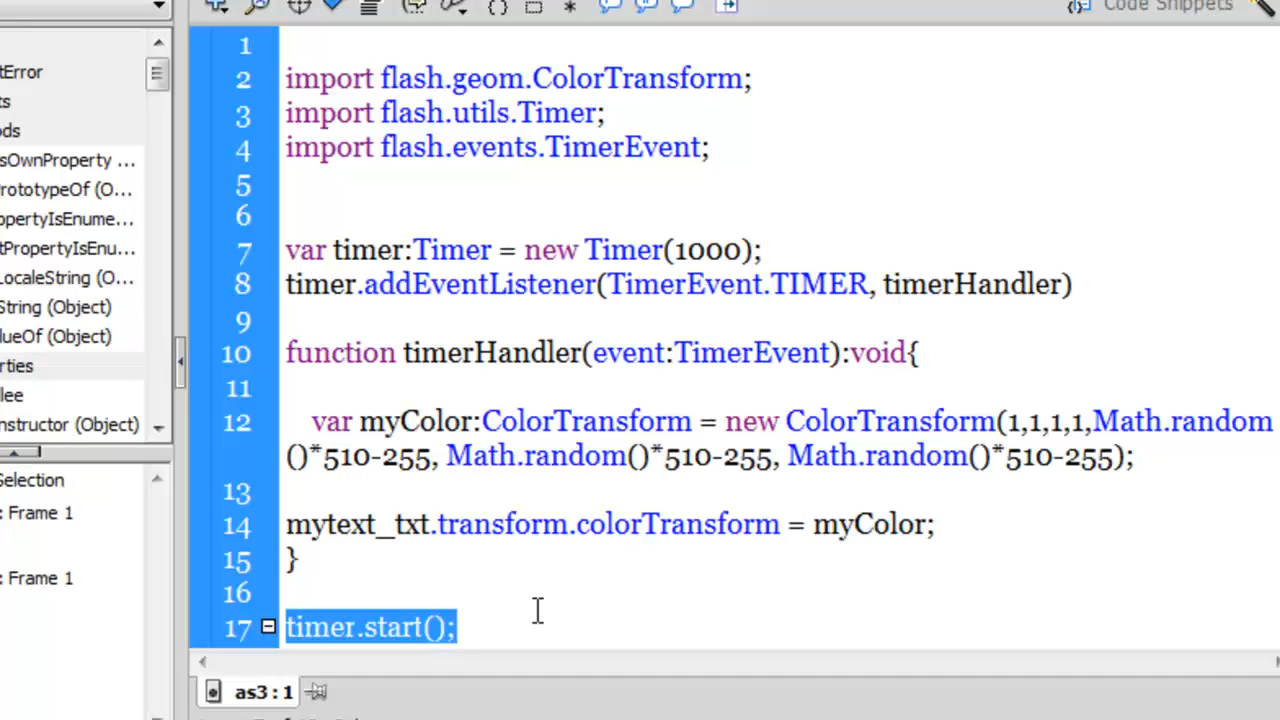 Code Snippets
tError
ts
ods
sOwnProperty ...
PrototypeOf (O...
opertyIsEnume...
tPropertyIsEnu...
LocaleString (O...
String (Object)
lueOf (Object)
rties
lee
onstructor (Object)
Selection
: Frame 1
: Frame 1
1
2 import flash.geom.ColorTransform;
3 import flash.utils.Timer;
4 import flash.events.TimerEvent;
5
6
7 var timer:Timer = new Timer(1000);
8 timer.addEventListener(TimerEvent.TIMER, timerHandler)
9
10 function timerHandler(event:TimerEvent):void{
11
12 var myColor:ColorTransform = new ColorTransform(1,1,1,1,Math.random
()*510-255, Math.random()*510-255, Math.random()*510-255);
13
14 mytext_txt.transform.colorTransform = myColor;
15 }
16
17 timer.start();
as3:1